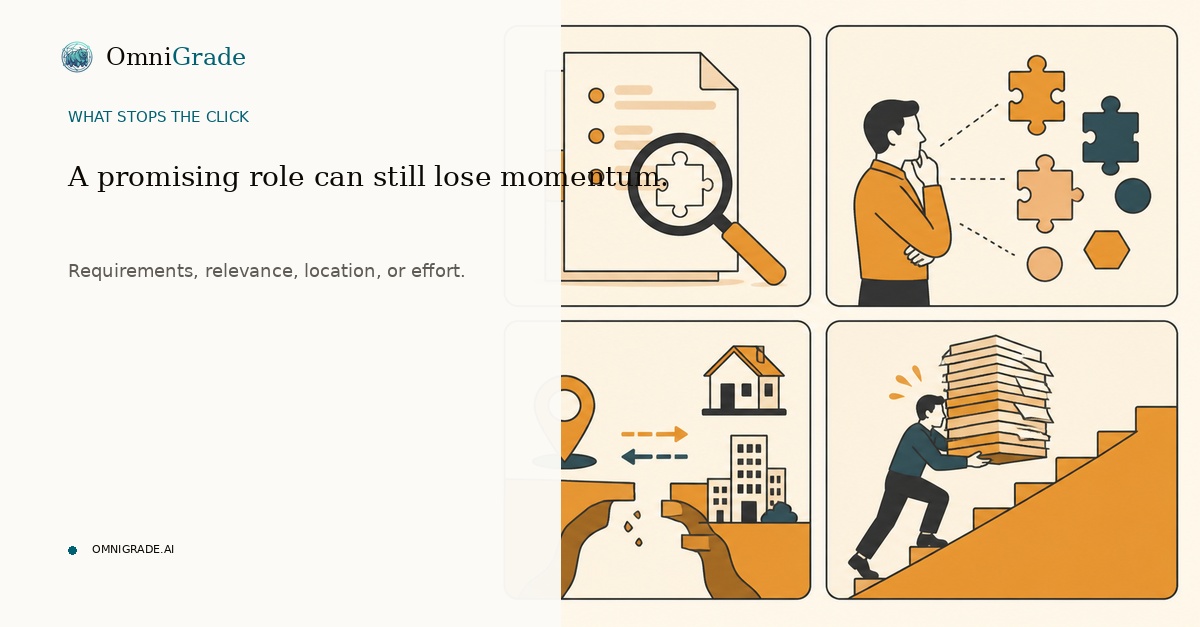 OmniGrade
WHAT STOPS THE CLICK
A promising role can still lose momentum.
Requirements, relevance, location, or effort.
OMNIGRADE.AI